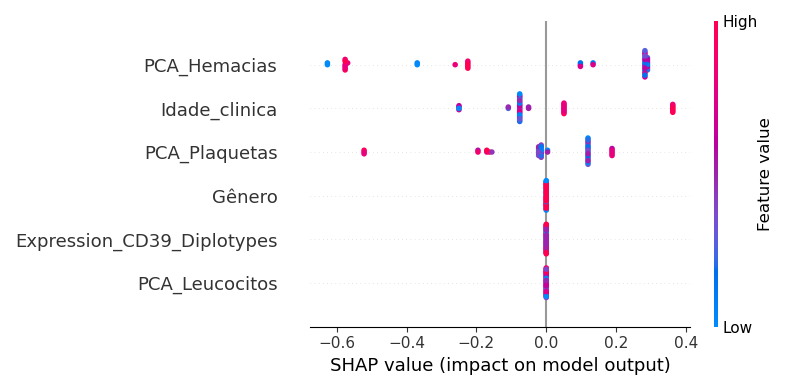 High
PCA_Hemacias
Idade_clinica
PCA_Plaquetas
Gênero
Expression_CD39_Diplotypes
PCA_Leucocitos
Feature value
Low
−0.6 −0.4 −0.2 0.0 0.2 0.4
SHAP value (impact on model output)